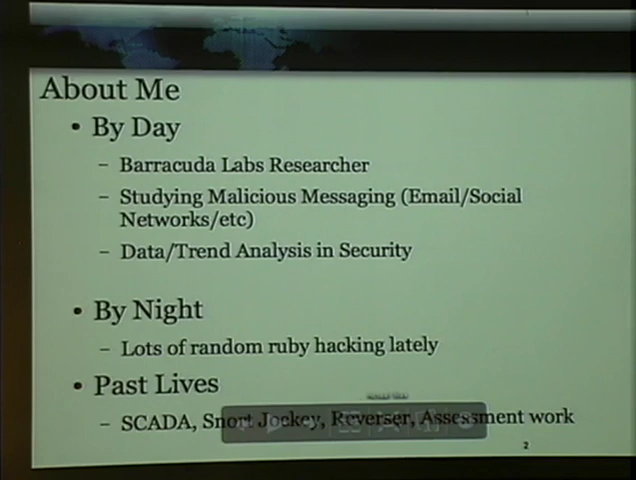 About Me
• By Day
– Barracuda Labs Researcher
– Studying Malicious Messaging (Email/Social
Networks/etc)
– Data/Trend Analysis in Security
• By Night
– Lots of random ruby hacking lately
• Past Lives
– SCADA, Snort Jockey, Reverser, Assessment work
2